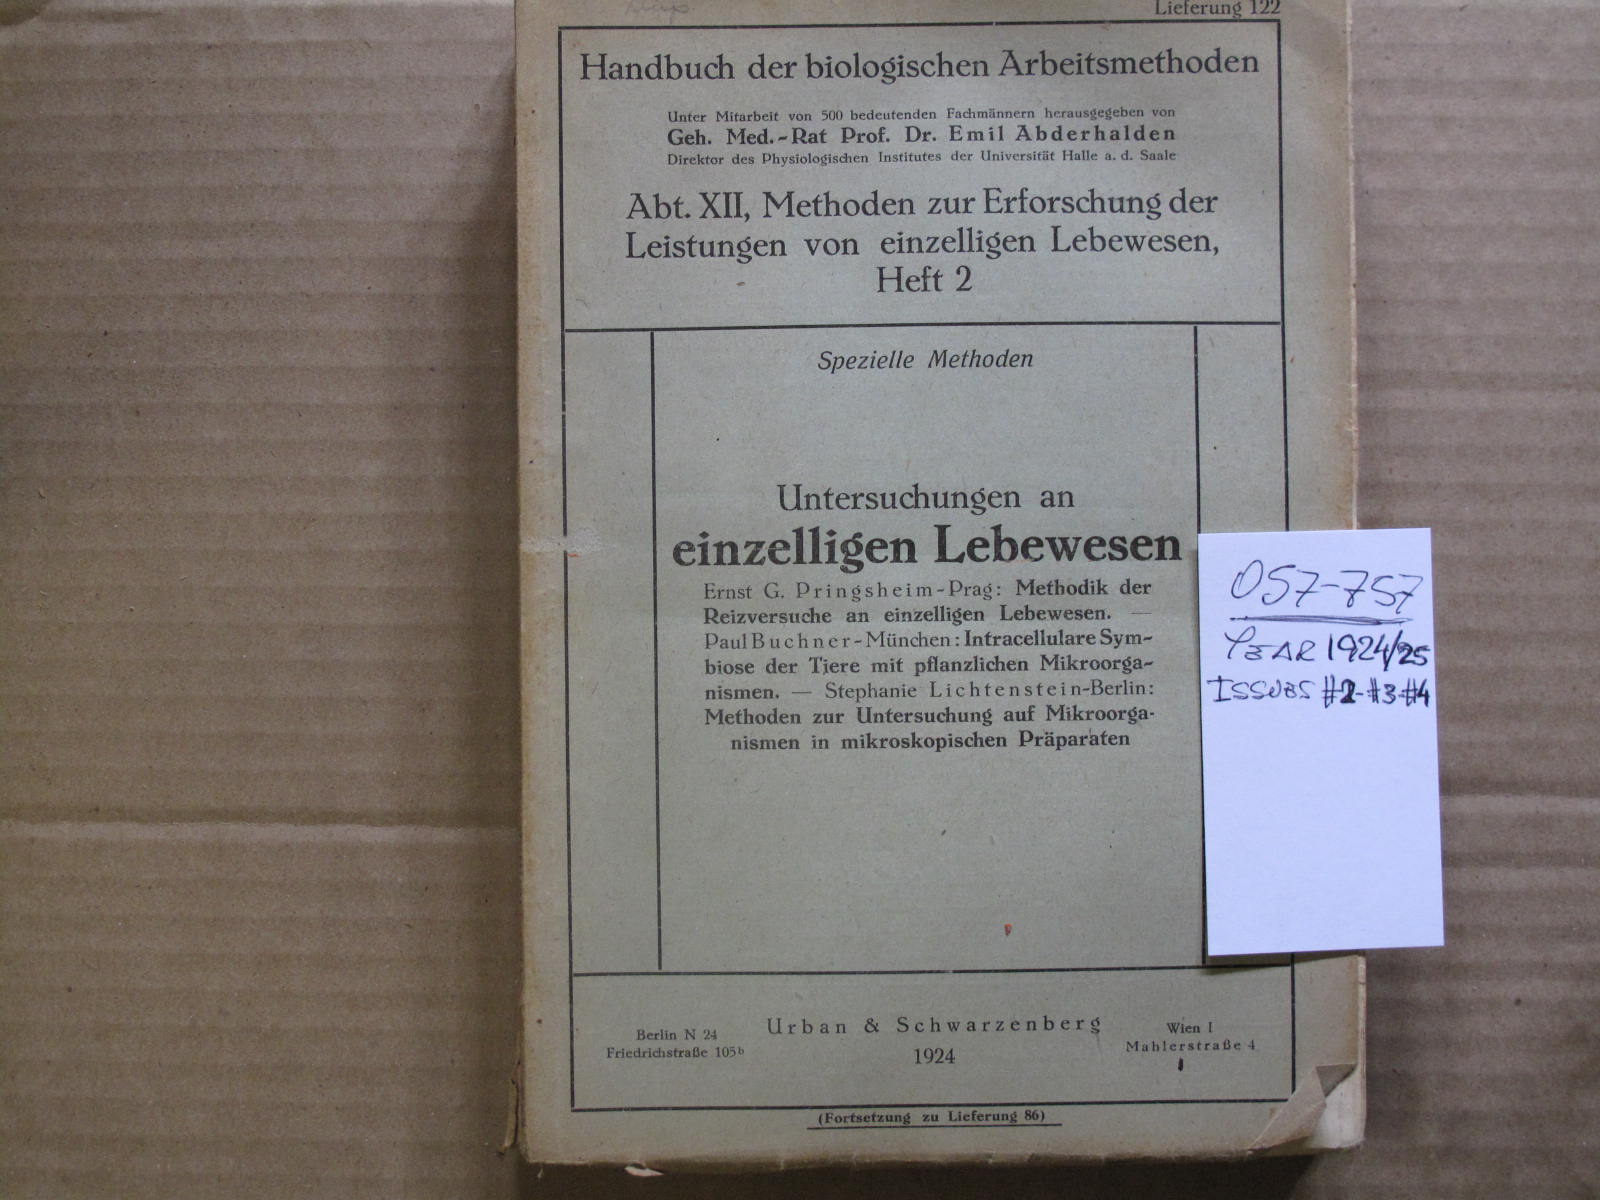 Lieferung 122
Handbuch der biologischen Arbeitsmethoden
Unter Mitarbeit von 500 bedeutenden Fachmännern herausgegeben von
Geh. Med.-Rat Prof. Dr. Emil Abderhalden
Direktor des Physiologischen Institutes der Universität Halle a. d. Saale
Abt. XII, Methoden zur Erforschung der
Leistungen von einzelligen Lebewesen,
Heft 2
Spezielle Methoden
Untersuchungen an
einzelligen Lebewesen
Ernst G. Pringsheim-Prag: Methodik der
Reizversuche an einzelligen Lebewesen. —
Paul Buchner-München: Intracellulare Sym-
biose der Tiere mit pflanzlichen Mikroorga-
nismen. — Stephanie Lichtenstein-Berlin:
Methoden zur Untersuchung auf Mikroorga-
nismen in mikroskopischen Präparaten
Berlin N 24
Friedrichstraße 105b
Urban & Schwarzenberg
1924
Wien I
Mahlerstraße 4
(Fortsetzung zu Lieferung 86)
057-757
YEAR 1924/25
ISSUES #2-#3-#4